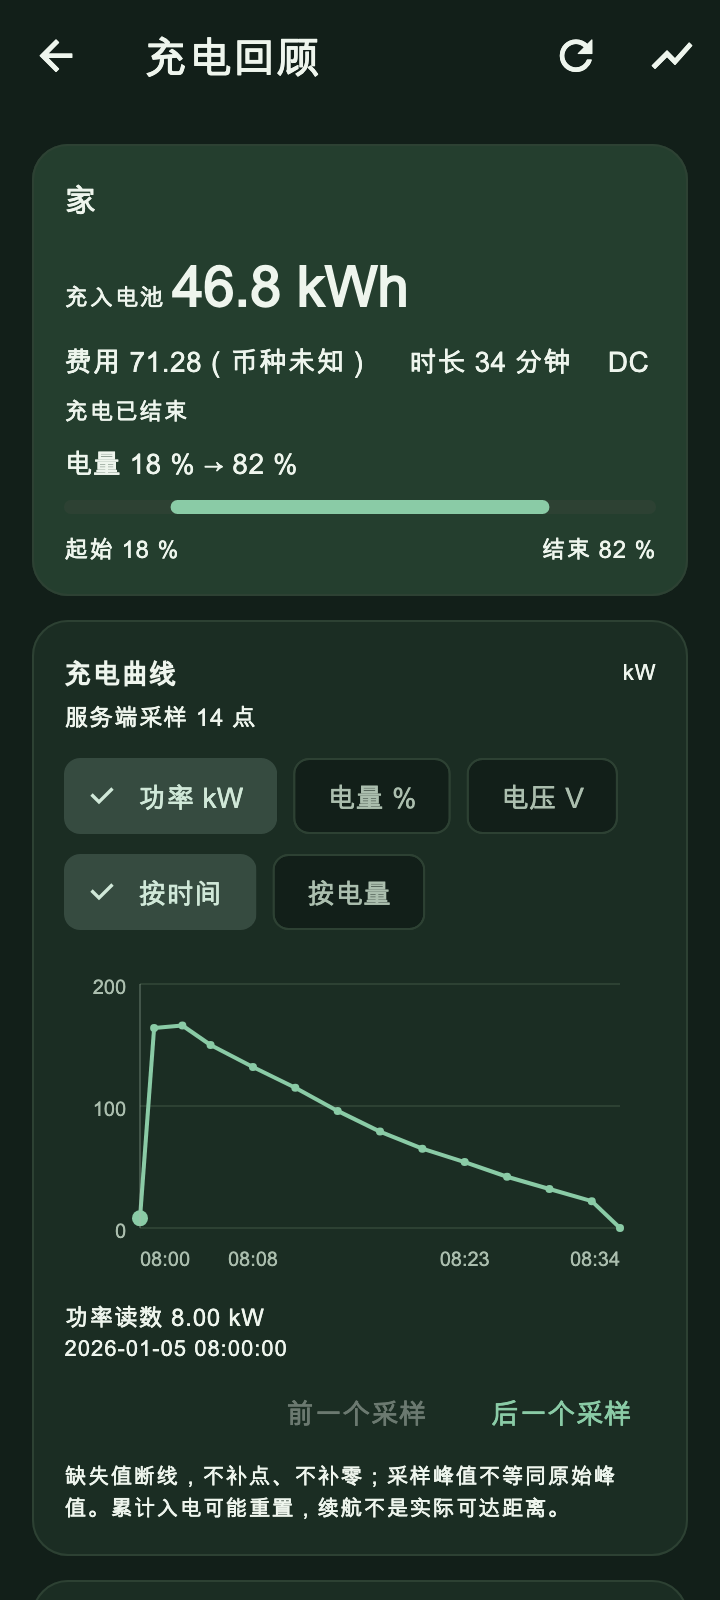 充电回顾
家
充入电池 46.8 kWh
费用 71.28 ( 币种未知 ) 时长 34 分钟 DC
充电已结束
电量 18 % → 82 %
起始 18 % 结束 82 %
充电曲线 kW
服务端采样 14 点
功率 kW 电量 % 电压 V
按时间 按电量
200
100
0
08:00 08:08 08:23 08:34
功率读数 8.00 kW
2026-01-05 08:00:00
前一个采样 后一个采样
缺失值断线，不补点、不补零；采样峰值不等同原始峰
值。累计入电可能重置，续航不是实际可达距离。